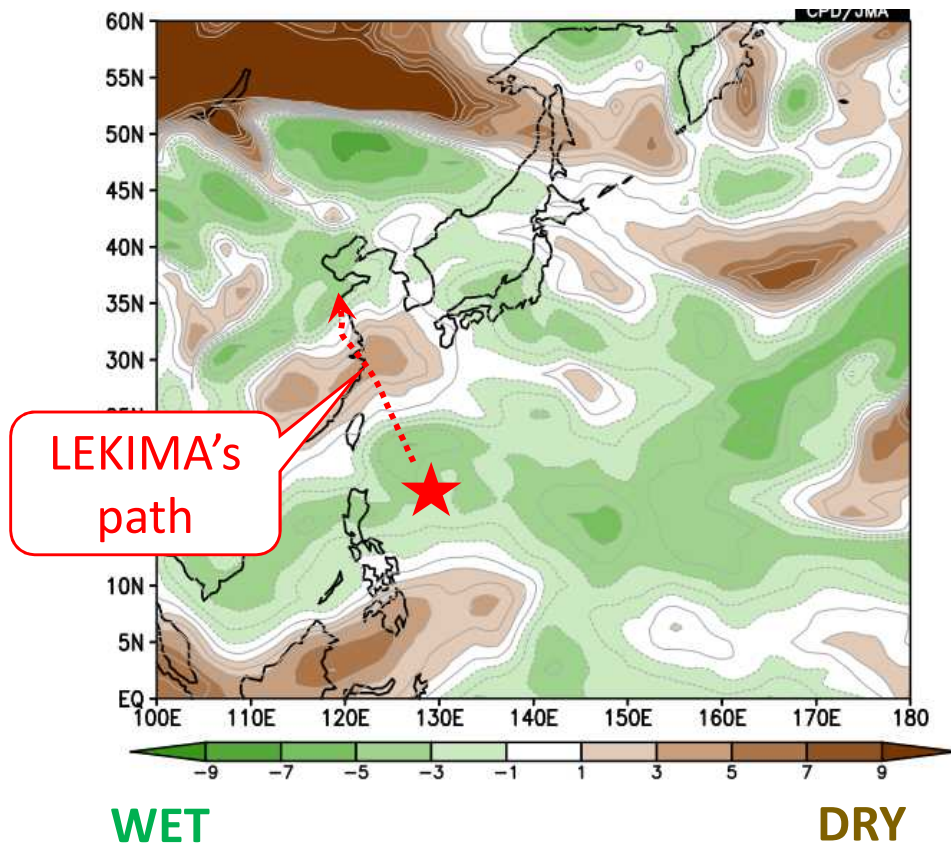 CPD/JMA
60N
55N
50N
45N
40N
35N
30N
LEKIMA's
path
10N
5N
EQ
100E 110E 120E 130E 140E 150E 160E 170E 180
-9 -7 -5 -3 -1 1 3 5 7 9
WET DRY